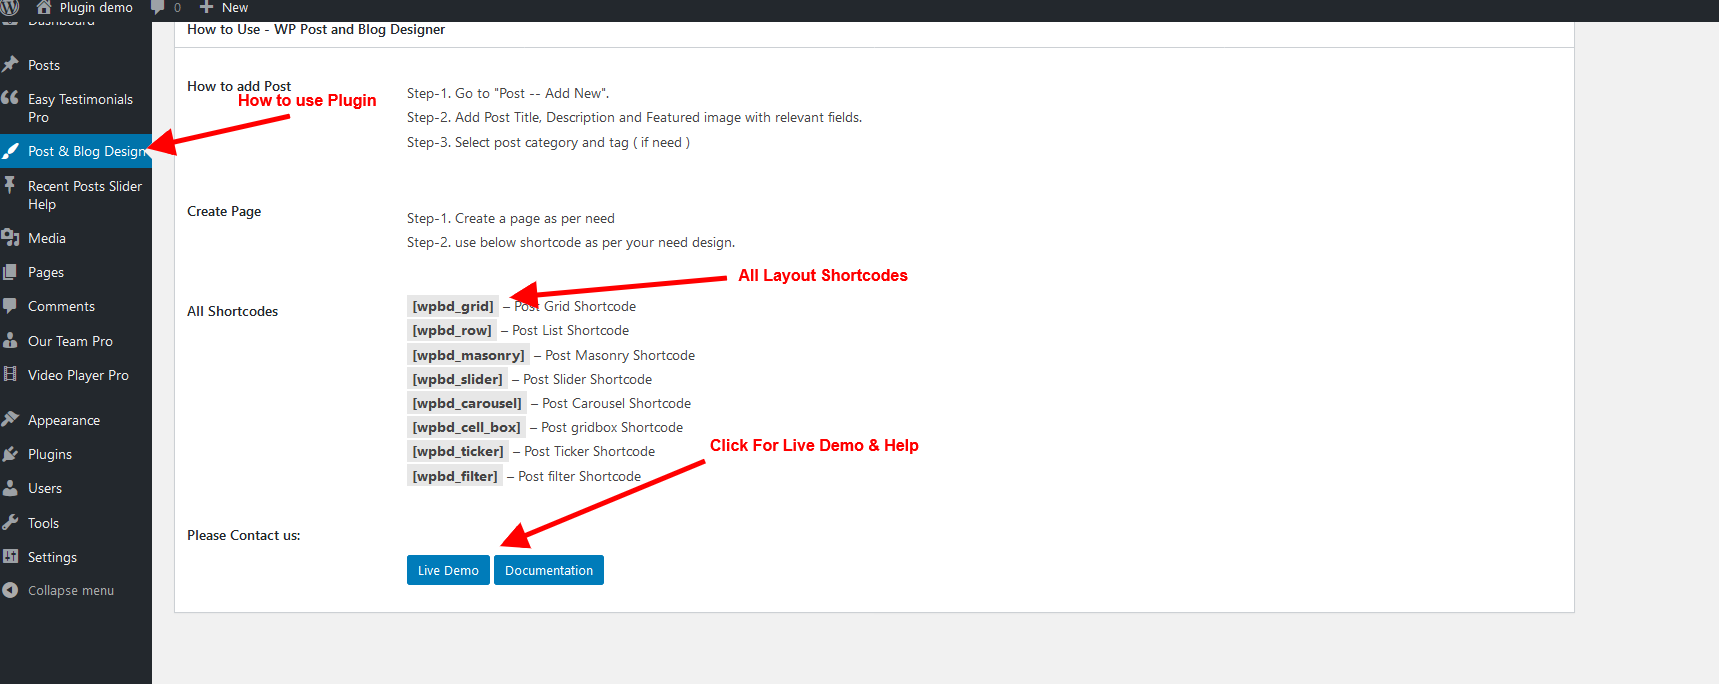 Plugin demo
0
New
Dashboard
Posts
Easy Testimonials
Pro
Post & Blog Design
Recent Posts Slider
Help
Media
Pages
Comments
Our Team Pro
Video Player Pro
Appearance
Plugins
Users
Tools
Settings
Collapse menu
How to Use - WP Post and Blog Designer
How to add Post
How to use Plugin
Step-1. Go to "Post -- Add New".
Step-2. Add Post Title, Description and Featured image with relevant fields.
Step-3. Select post category and tag ( if need )
Create Page
Step-1. Create a page as per need
Step-2. use below shortcode as per your need design.
All Layout Shortcodes
All Shortcodes
[wpbd_grid] – Post Grid Shortcode
[wpbd_row] – Post List Shortcode
[wpbd_masonry] – Post Masonry Shortcode
[wpbd_slider] – Post Slider Shortcode
[wpbd_carousel] – Post Carousel Shortcode
[wpbd_cell_box] – Post gridbox Shortcode
[wpbd_ticker] – Post Ticker Shortcode
[wpbd_filter] – Post filter Shortcode
Click For Live Demo & Help
Please Contact us:
Live Demo
Documentation